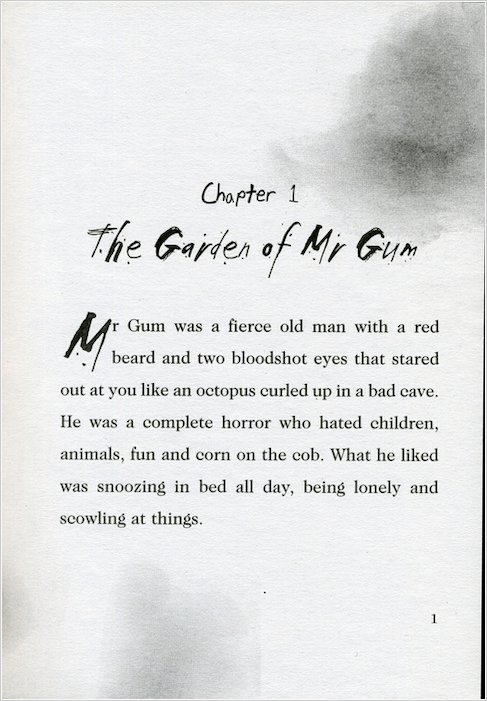 Chapter 1
The Garden of Mr Gum
Mr Gum was a fierce old man with a red
beard and two bloodshot eyes that stared
out at you like an octopus curled up in a bad cave.
He was a complete horror who hated children,
animals, fun and corn on the cob. What he liked
was snoozing in bed all day, being lonely and
scowling at things.
1